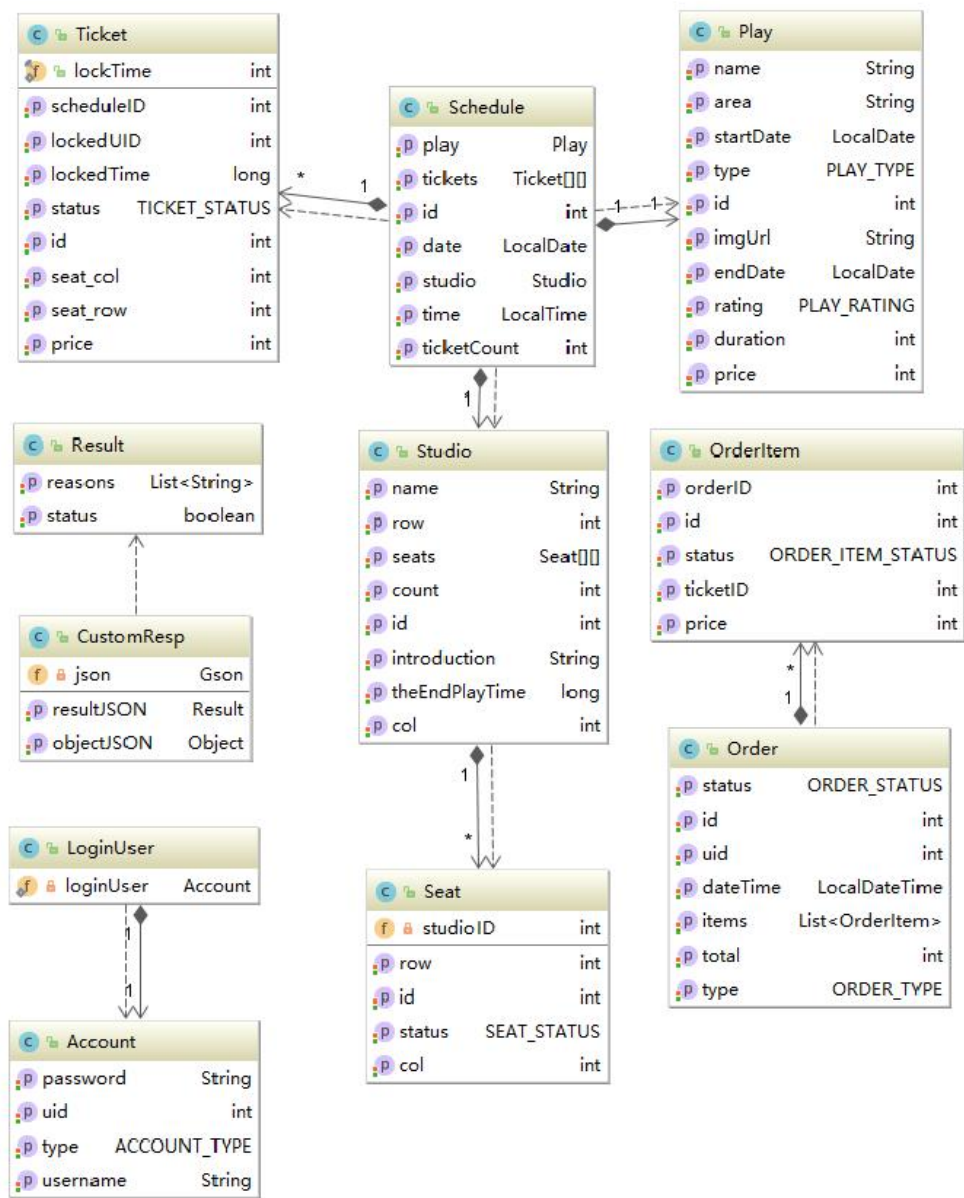 Ticket
lockTime int
scheduleID int
lockedUID int
lockedTime long
status TICKET_STATUS
id int
seat_col int
seat_row int
price int
* 1
Schedule
play Play
tickets Ticket[][]
id int
date LocalDate
studio Studio
time LocalTime
ticketCount int
1 1
Play
name String
area String
startDate LocalDate
type PLAY_TYPE
id int
imgUrl String
endDate LocalDate
rating PLAY_RATING
duration int
price int
1
1
Result
reasons List<String>
status boolean
CustomResp
json Gson
resultJSON Result
objectJSON Object
Studio
name String
row int
seats Seat[][]
count int
id int
introduction String
theEndPlayTime long
col int
1
*
OrderItem
orderID int
id int
status ORDER_ITEM_STATUS
ticketID int
price int
*
1
Order
status ORDER_STATUS
id int
uid int
dateTime LocalDateTime
items List<OrderItem>
total int
type ORDER_TYPE
LoginUser
loginUser Account
1
1
Account
password String
uid int
type ACCOUNT_TYPE
username String
Seat
studioID int
row int
id int
status SEAT_STATUS
col int